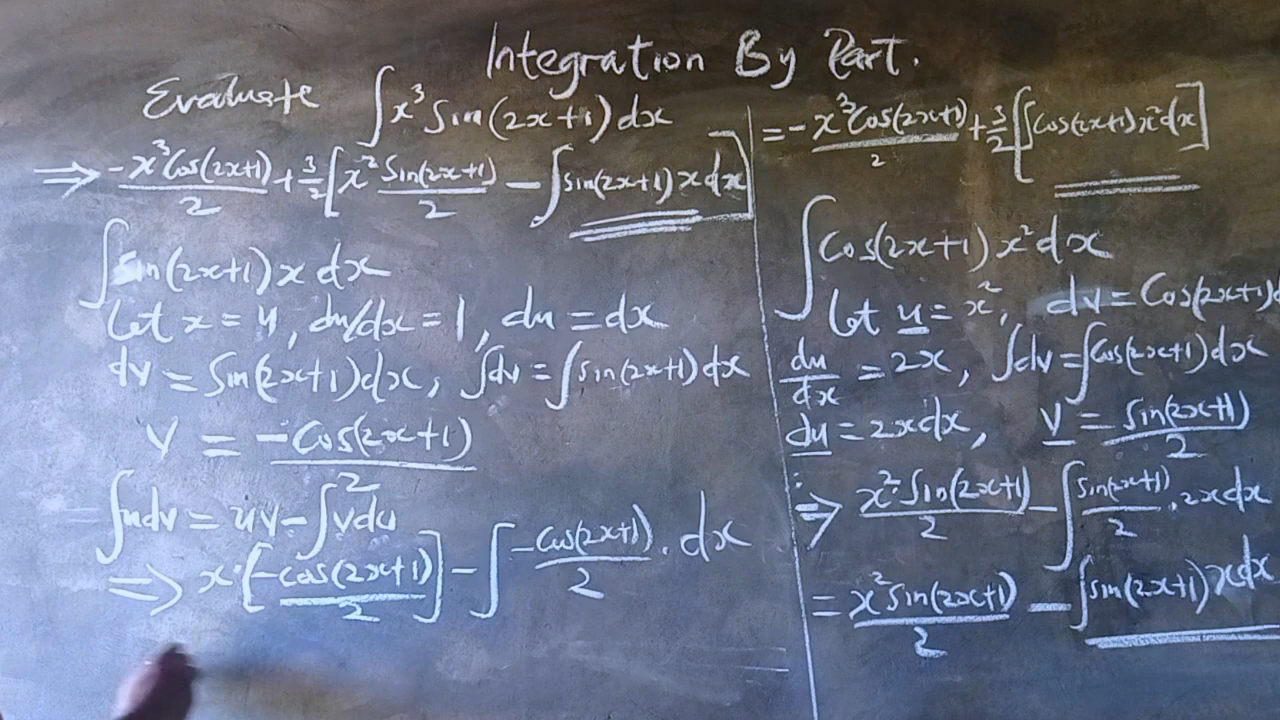 Integration By Part.
Evaluate ∫x³ Sin(2x+1) dx
⇒ -x³Cos(2x+1)/2 + 3/2[x² Sin(2x+1)/2 - ∫Sin(2x+1) x dx]
∫Sin(2x+1) x dx
Let x = u, du/dx = 1, du = dx
dv = Sin(2x+1)dx, ∫dv = ∫Sin(2x+1) dx
V = -Cos(2x+1)/2
∫udv = uv - ∫vdu
⇒ x·[-Cos(2x+1)/2] - ∫-Cos(2x+1)/2 · dx
= -x³Cos(2x+1)/2 + 3/2[∫Cos(2x+1) x² dx]
∫Cos(2x+1) x² dx
Let u = x², dv = Cos(2x+1)d
du/dx = 2x, ∫dv = ∫Cos(2x+1)dx
du = 2xdx, V = Sin(2x+1)/2
∴ ⇒ x²·Sin(2x+1)/2 - ∫Sin(2x+1)/2 · 2x dx
= x² Sin(2x+1)/2 - ∫Sin(2x+1) x dx